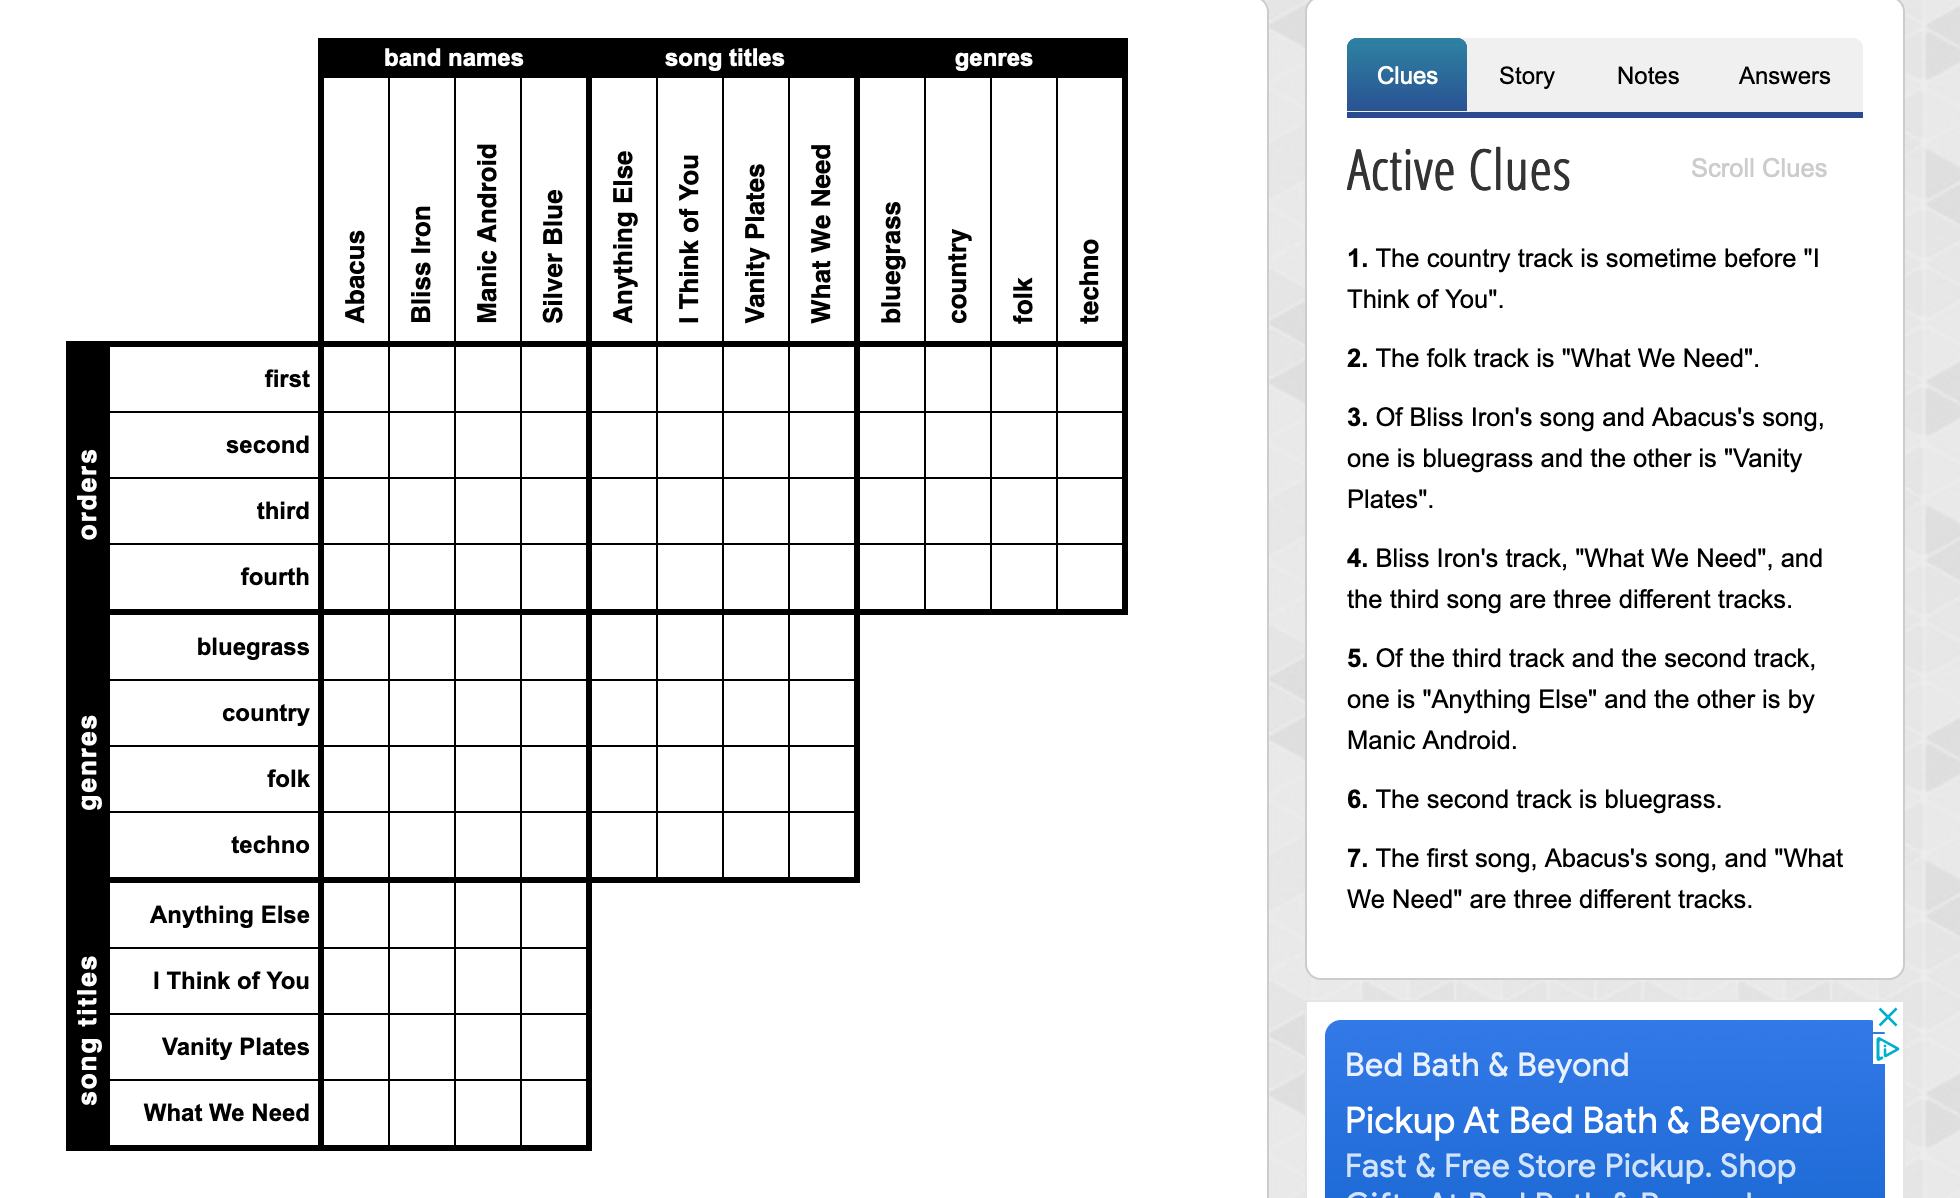 band names song titles genres
Abacus
Bliss Iron
Manic Android
Silver Blue
Anything Else
I Think of You
Vanity Plates
What We Need
bluegrass
country
folk
techno
orders
first
second
third
fourth
genres
bluegrass
country
folk
techno
song titles
Anything Else
I Think of You
Vanity Plates
What We Need
Clues Story Notes Answers
Active Clues Scroll Clues
1. The country track is sometime before "I
Think of You".
2. The folk track is "What We Need".
3. Of Bliss Iron's song and Abacus's song,
one is bluegrass and the other is "Vanity
Plates".
4. Bliss Iron's track, "What We Need", and
the third song are three different tracks.
5. Of the third track and the second track,
one is "Anything Else" and the other is by
Manic Android.
6. The second track is bluegrass.
7. The first song, Abacus's song, and "What
We Need" are three different tracks.
Bed Bath & Beyond
Pickup At Bed Bath & Beyond
Fast & Free Store Pickup. Shop